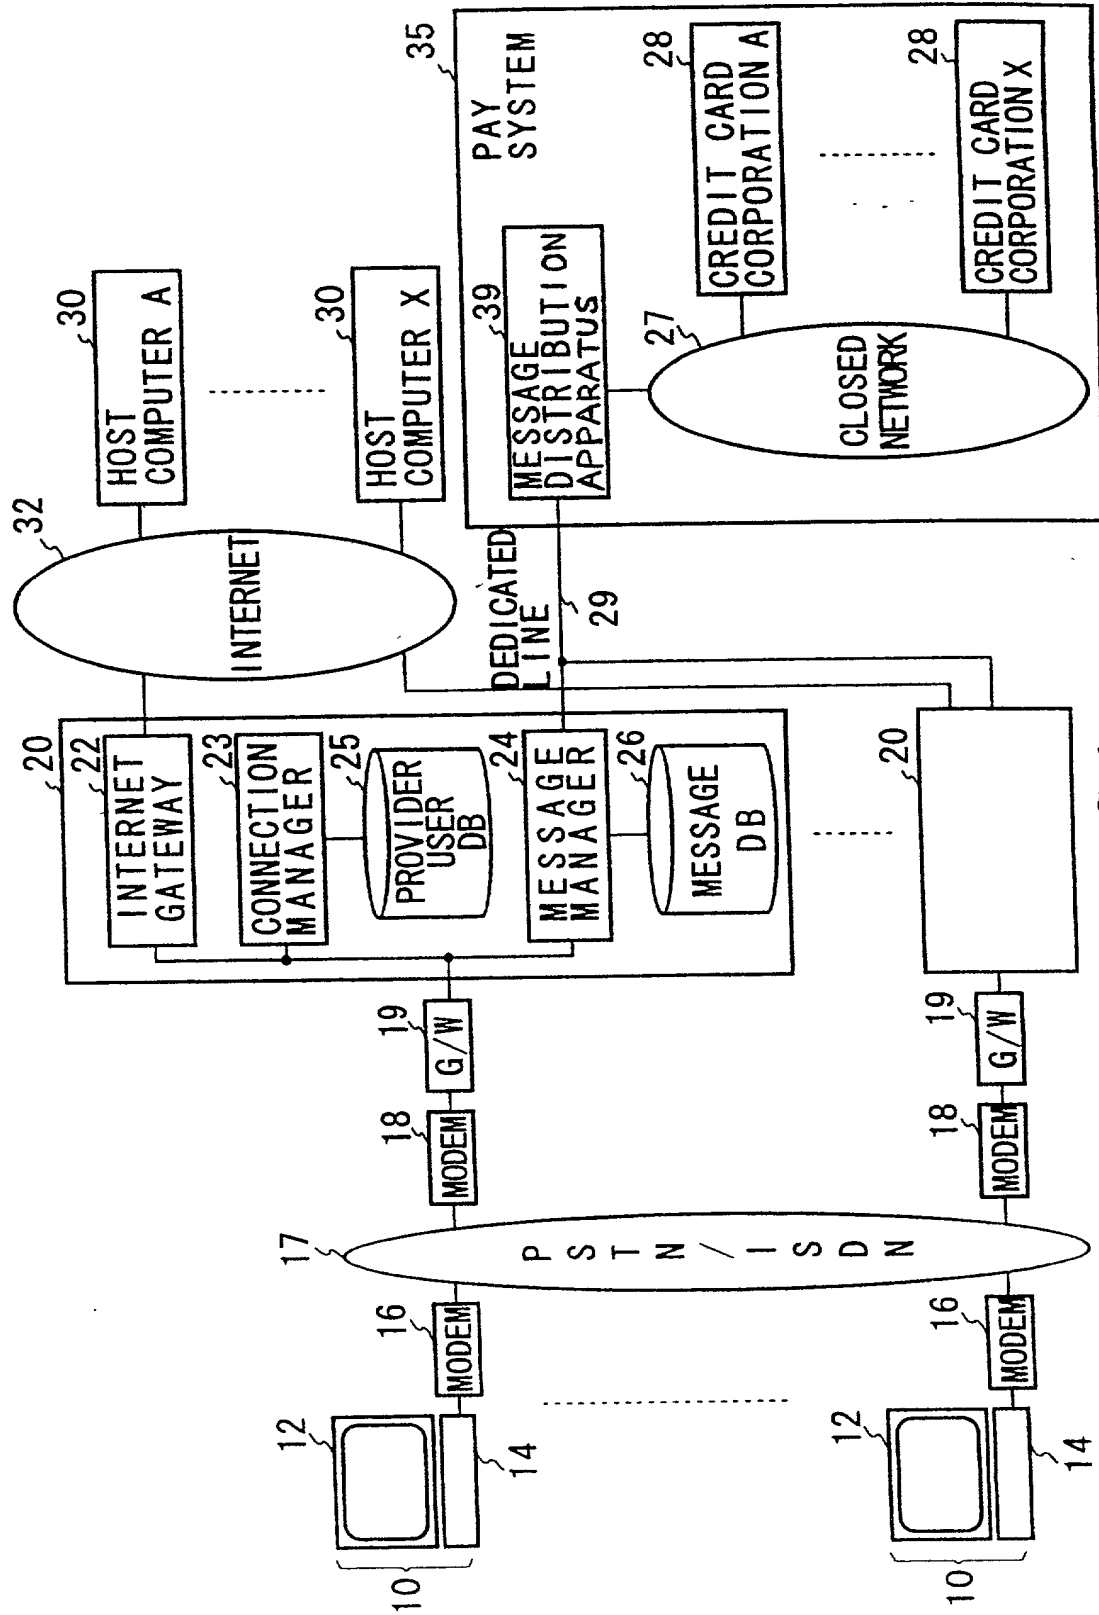 10
12
14
16
MODEM
17
PSTN/ISDN
18
MODEM
19
G/W
20
22
INTERNET
GATEWAY
23
CONNECTION
MANAGER
25
PROVIDER
USER
DB
24
MESSAGE
MANAGER
26
MESSAGE
DB
32
INTERNET
30
HOST
COMPUTER A
30
HOST
COMPUTER X
DEDICATED
LINE
29
35
PAY
SYSTEM
39
MESSAGE
DISTRIBUTION
APPARATUS
27
CLOSED
NETWORK
28
CREDIT CARD
CORPORATION A
28
CREDIT CARD
CORPORATION X
10
12
14
16
MODEM
18
MODEM
19
G/W
20